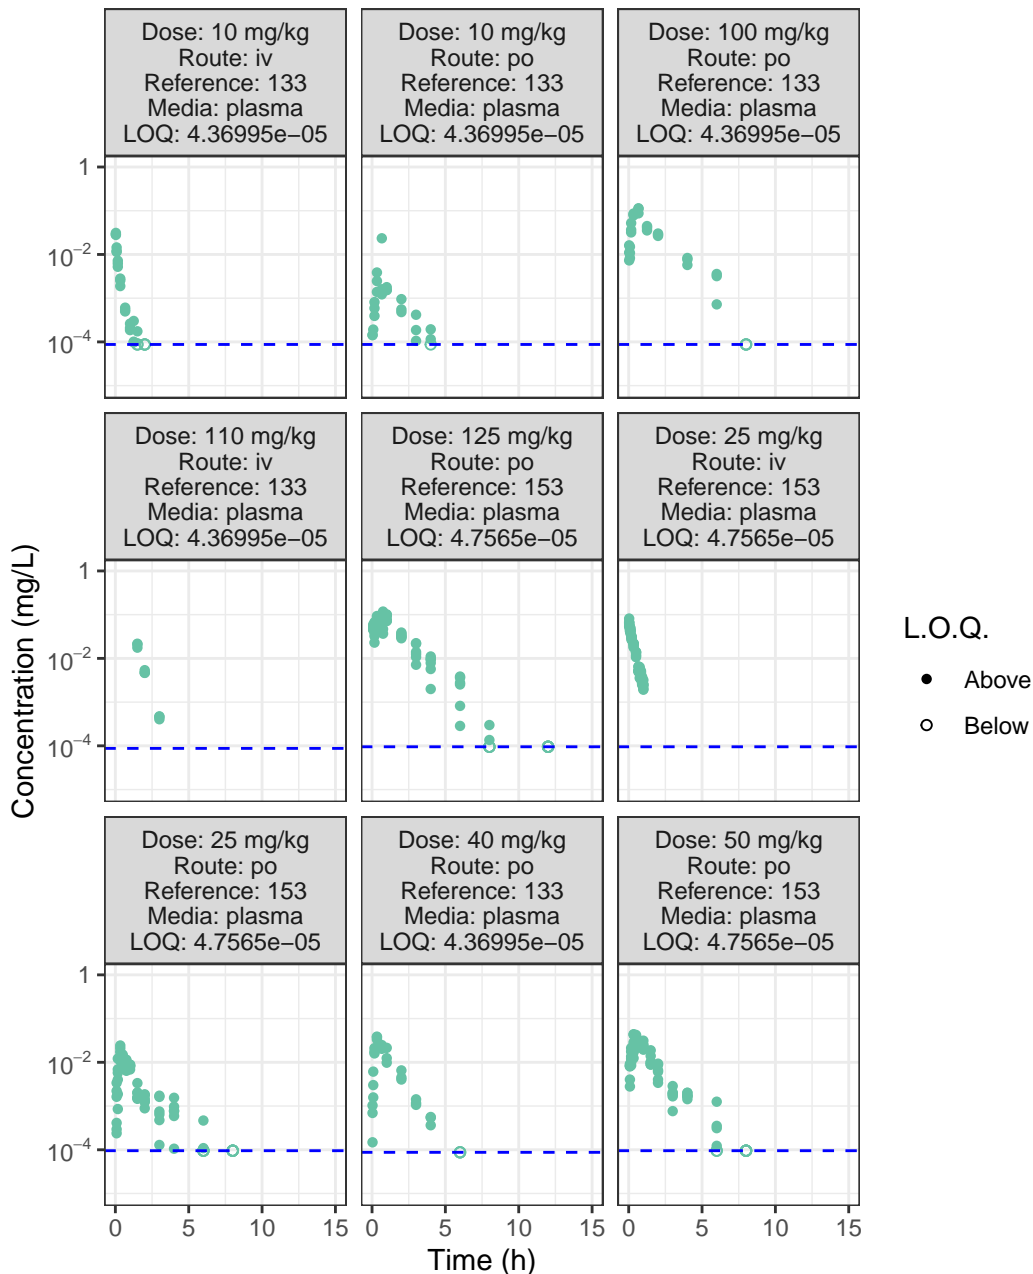 Dose: 10 mg/kg
Route: iv
Reference: 133
Media: plasma
LOQ: 4.36995e−05
Dose: 10 mg/kg
Route: po
Reference: 133
Media: plasma
LOQ: 4.36995e−05
Dose: 100 mg/kg
Route: po
Reference: 133
Media: plasma
LOQ: 4.36995e−05
1
10⁻²
10⁻⁴
Dose: 110 mg/kg
Route: iv
Reference: 133
Media: plasma
LOQ: 4.36995e−05
Dose: 125 mg/kg
Route: po
Reference: 153
Media: plasma
LOQ: 4.7565e−05
Dose: 25 mg/kg
Route: iv
Reference: 153
Media: plasma
LOQ: 4.7565e−05
1
10⁻²
10⁻⁴
Dose: 25 mg/kg
Route: po
Reference: 153
Media: plasma
LOQ: 4.7565e−05
Dose: 40 mg/kg
Route: po
Reference: 133
Media: plasma
LOQ: 4.36995e−05
Dose: 50 mg/kg
Route: po
Reference: 153
Media: plasma
LOQ: 4.7565e−05
1
10⁻²
10⁻⁴
0 5 10 15 0 5 10 15 0 5 10 15
Time (h)
Concentration (mg/L)
L.O.Q.
Above
Below